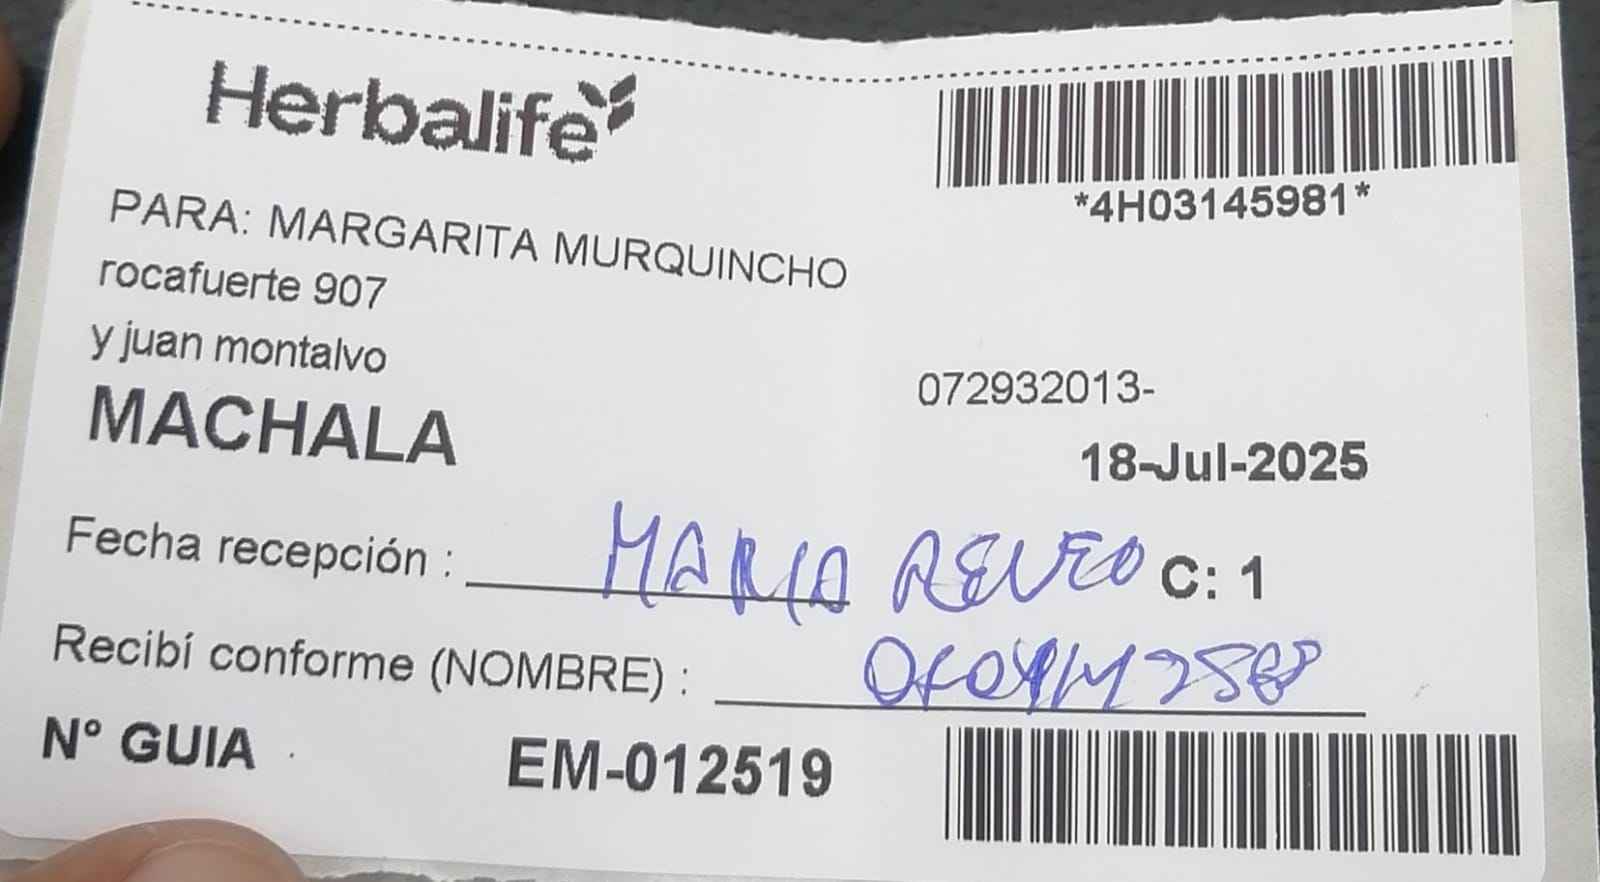 Herbalife
*4H03145981*
PARA: MARGARITA MURQUINCHO
rocafuerte 907
y juan montalvo
072932013-
MACHALA
18-Jul-2025
Fecha recepción : MARIA C: 1
Recibí conforme (NOMBRE) :
N° GUIA EM-012519